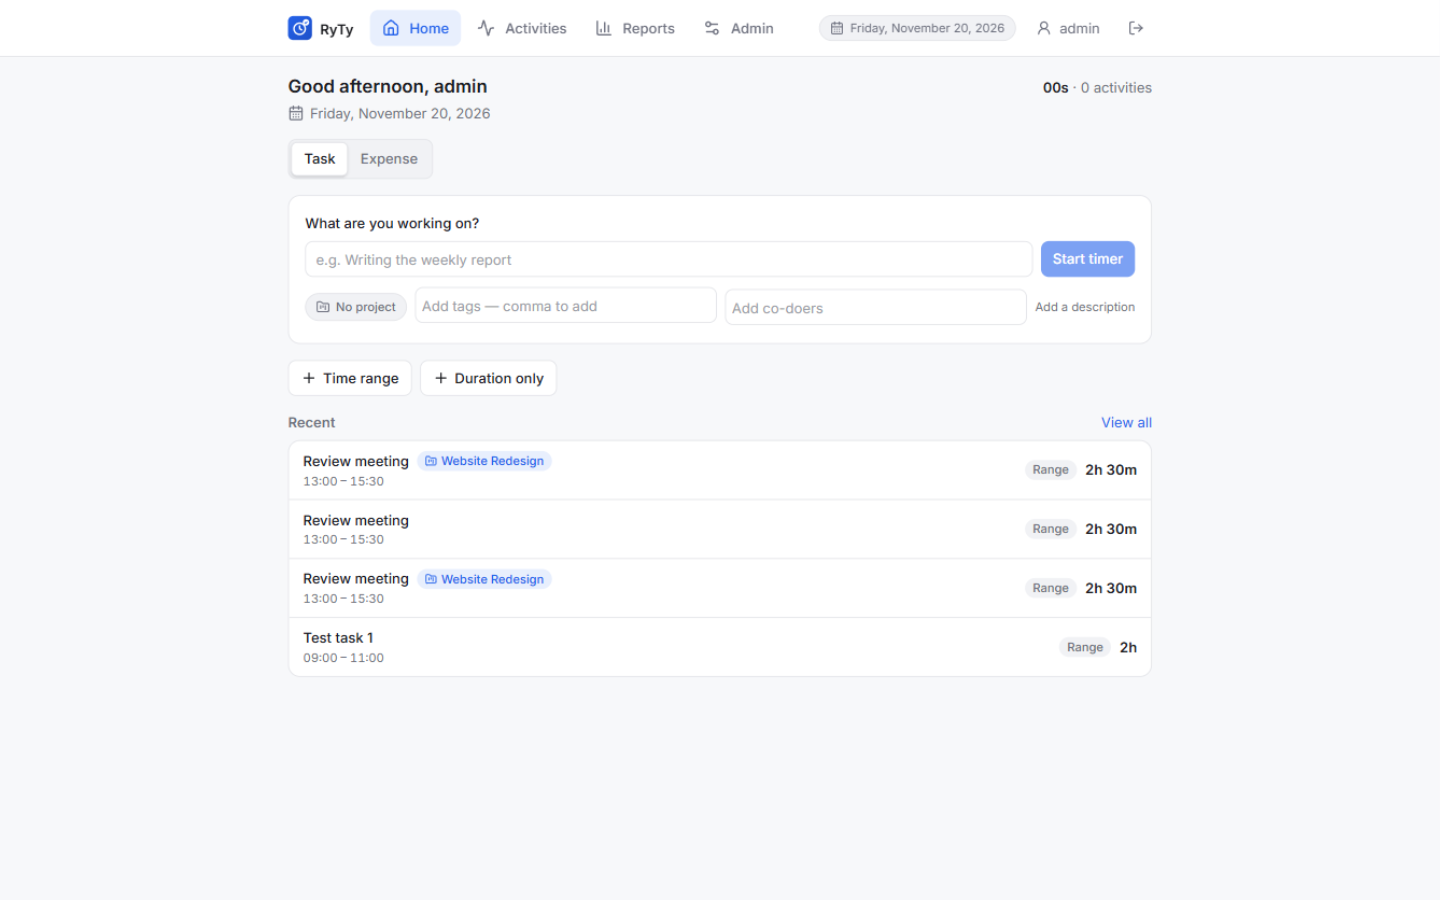 RyTy Home Activities Reports Admin Friday, November 20, 2026 admin
Good afternoon, admin
00s · 0 activities
Friday, November 20, 2026
Task Expense
What are you working on?
e.g. Writing the weekly report Start timer
No project Add tags — comma to add Add co-doers Add a description
+ Time range + Duration only
Recent View all
Review meeting Website Redesign
13:00 – 15:30
Range 2h 30m
Review meeting
13:00 – 15:30
Range 2h 30m
Review meeting Website Redesign
13:00 – 15:30
Range 2h 30m
Test task 1
09:00 – 11:00
Range 2h